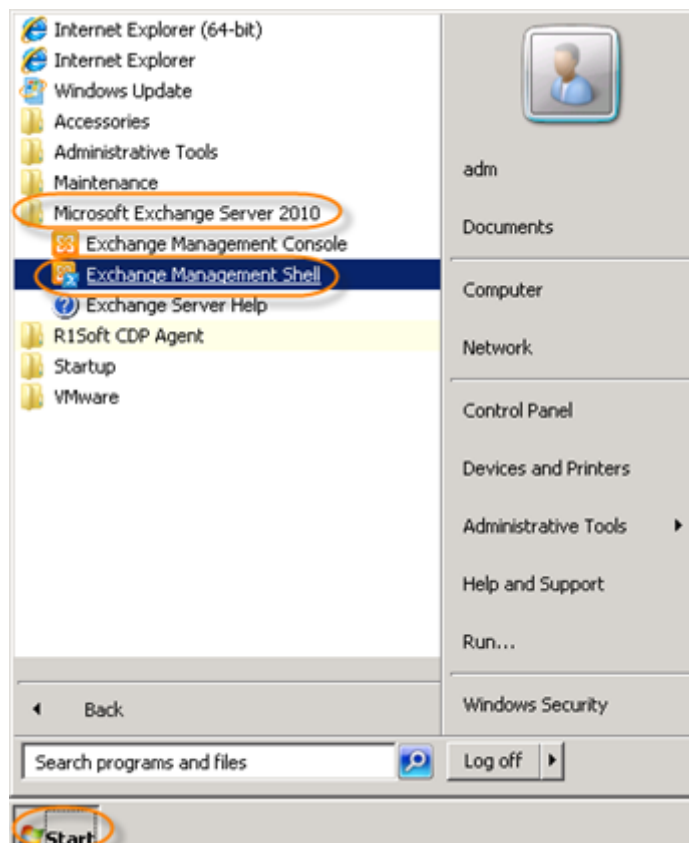 Internet Explorer (64-bit)
Internet Explorer
Windows Update
Accessories
Administrative Tools
Maintenance
Microsoft Exchange Server 2010
Exchange Management Console
Exchange Management Shell
Exchange Server Help
R1Soft CDP Agent
Startup
VMware
Back
Search programs and files
adm
Documents
Computer
Network
Control Panel
Devices and Printers
Administrative Tools
Help and Support
Run...
Windows Security
Log off
Start